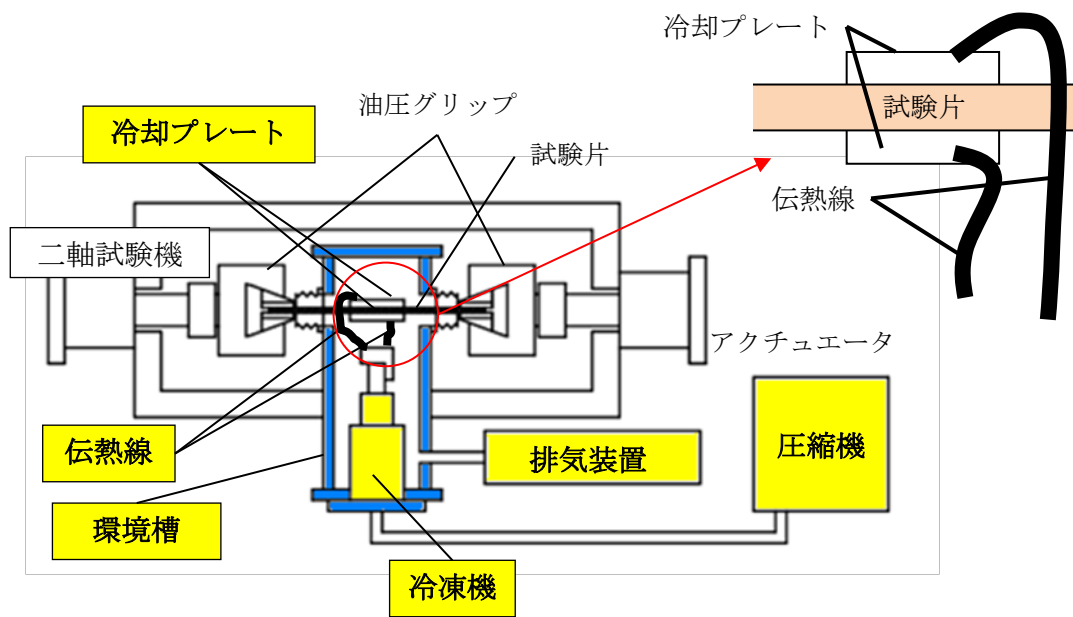 冷却プレート
試験片
伝熱線
油圧グリップ
冷却プレート
試験片
二軸試験機
アクチュエータ
伝熱線
排気装置
圧縮機
環境槽
冷凍機